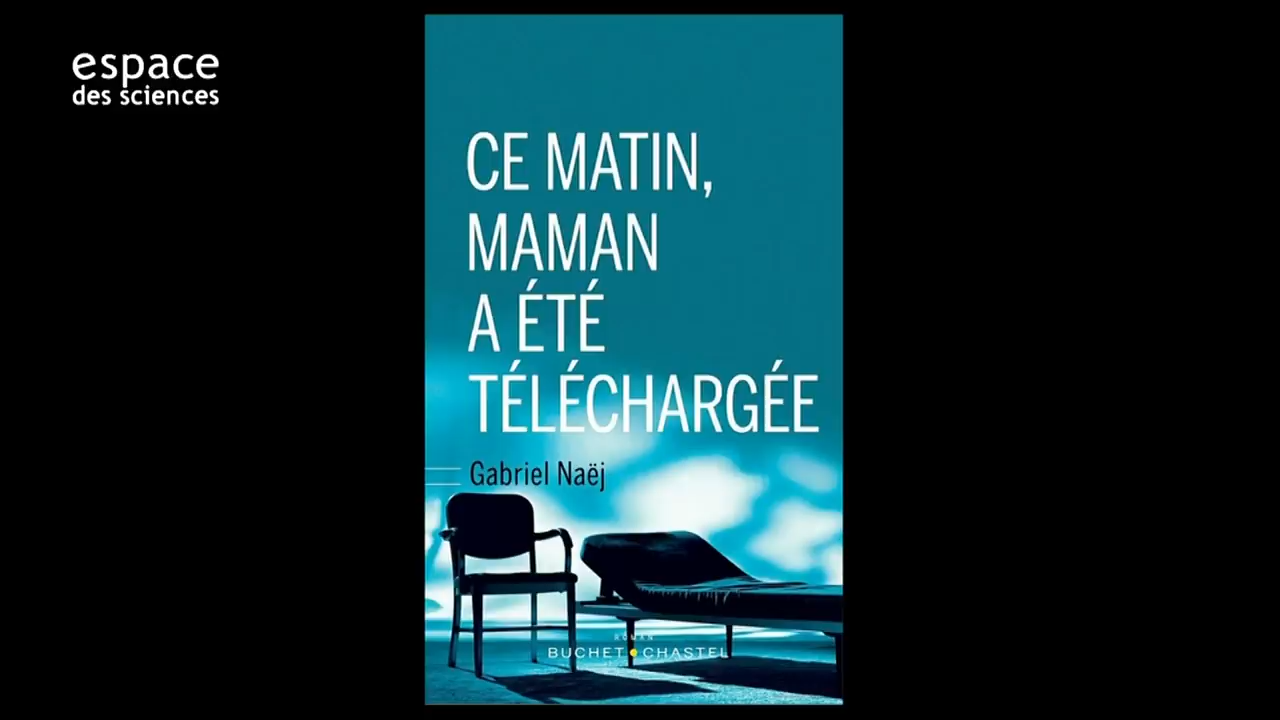 espace
des sciences
CE MATIN,
MAMAN
A ÉTÉ
TÉLÉCHARGÉE
Gabriel Naëj
ROMAN
BUCHET•CHASTEL